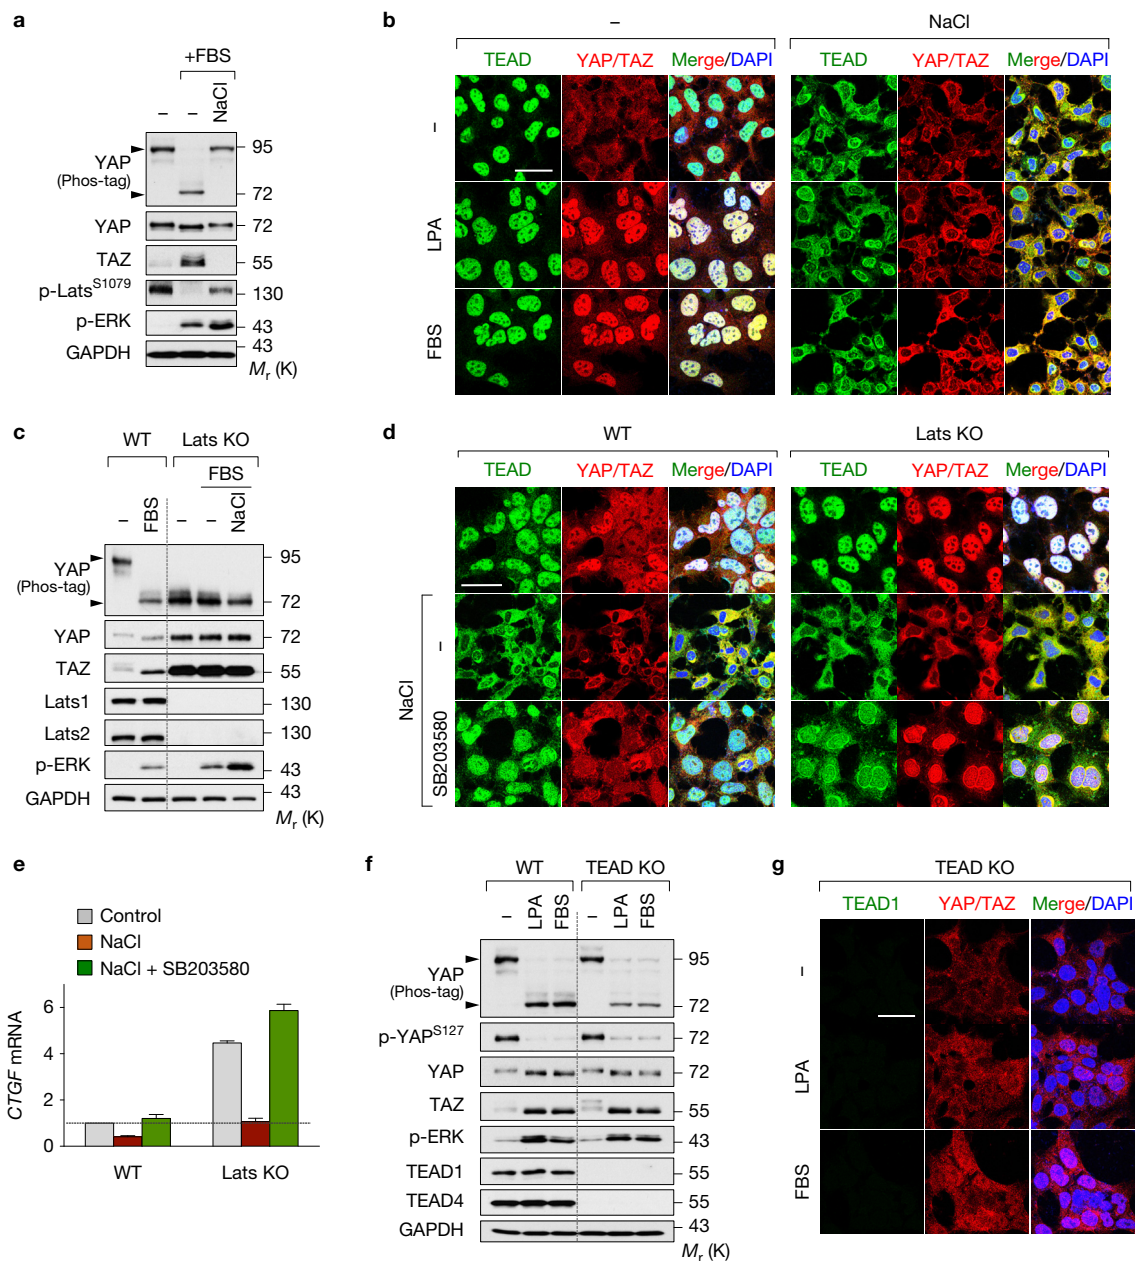 a
+FBS
– – NaCl
YAP
(Phos-tag)
95
72
YAP
72
TAZ
55
p-Lats^S1079
130
p-ERK
43
GAPDH
43
Mr (K)
b
– NaCl
TEAD YAP/TAZ Merge/DAPI TEAD YAP/TAZ Merge/DAPI
–
LPA
FBS
c
WT Lats KO
FBS
– FBS – – NaCl
YAP
(Phos-tag)
95
72
YAP
72
TAZ
55
Lats1
130
Lats2
130
p-ERK
43
GAPDH
43
Mr (K)
d
WT Lats KO
TEAD YAP/TAZ Merge/DAPI TEAD YAP/TAZ Merge/DAPI
NaCl
–
SB203580
e
Control
NaCl
NaCl + SB203580
CTGF mRNA
6
4
2
0
WT Lats KO
f
WT TEAD KO
– LPA FBS – LPA FBS
YAP
(Phos-tag)
95
72
p-YAP^S127
72
YAP
72
TAZ
55
p-ERK
43
TEAD1
55
TEAD4
55
GAPDH
43
Mr (K)
g
TEAD KO
TEAD1 YAP/TAZ Merge/DAPI
–
LPA
FBS